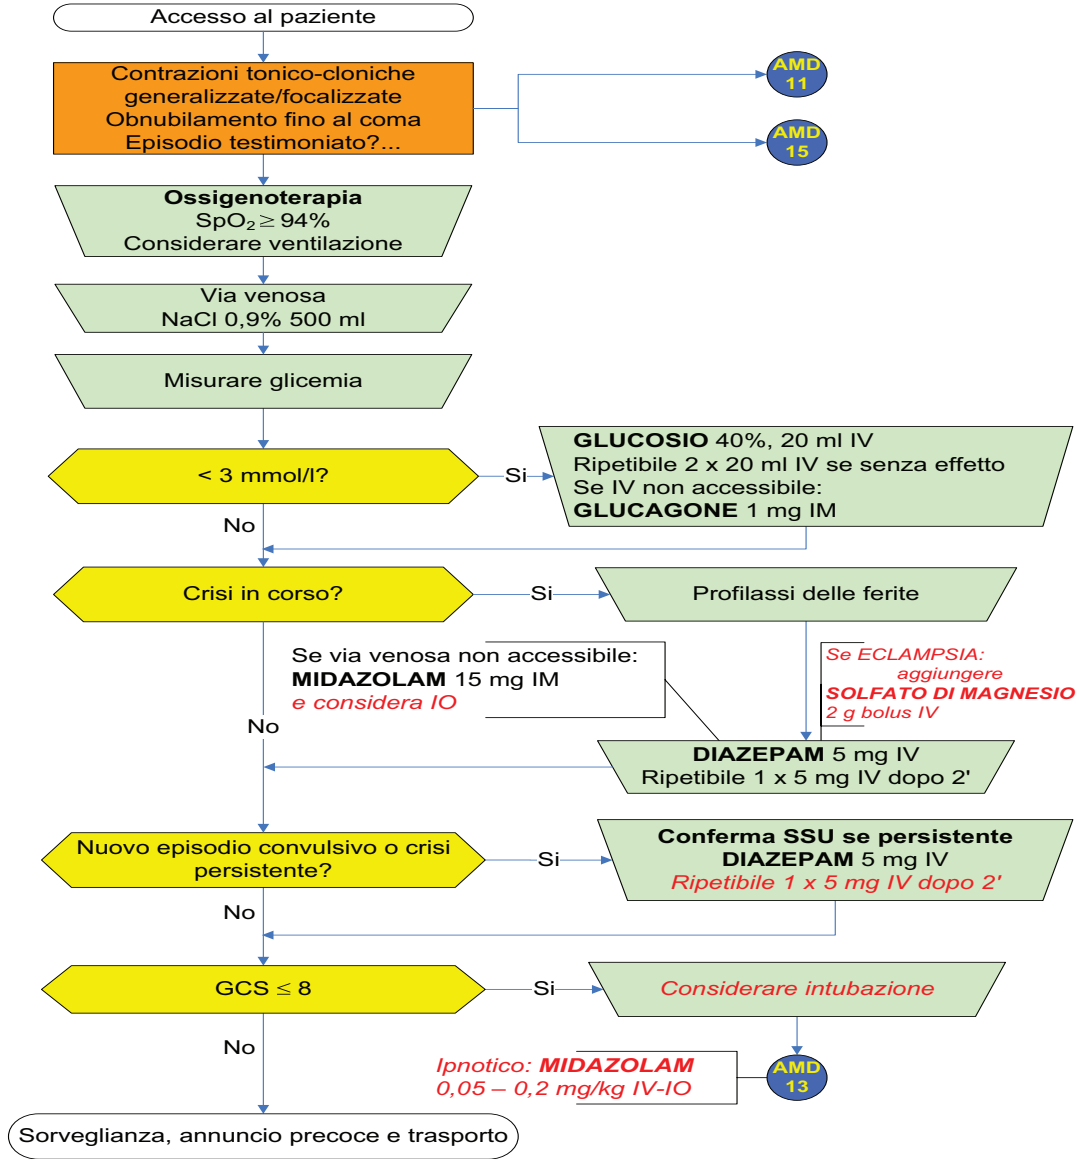 Accesso al paziente
Contrazioni tonico-cloniche
generalizzate/focalizzate
Obnubilamento fino al coma
Episodio testimoniato?...
AMD
11
AMD
15
Ossigenoterapia
SpO₂ ≥ 94%
Considerare ventilazione
Via venosa
NaCl 0,9% 500 ml
Misurare glicemia
< 3 mmol/l?
Si
GLUCOSIO 40%, 20 ml IV
Ripetibile 2 x 20 ml IV se senza effetto
Se IV non accessibile:
GLUCAGONE 1 mg IM
No
Crisi in corso?
Si
Profilassi delle ferite
Se via venosa non accessibile:
MIDAZOLAM 15 mg IM
e considera IO
Se ECLAMPSIA:
aggiungere
SOLFATO DI MAGNESIO
2 g bolus IV
No
DIAZEPAM 5 mg IV
Ripetibile 1 x 5 mg IV dopo 2'
Nuovo episodio convulsivo o crisi
persistente?
Si
Conferma SSU se persistente
DIAZEPAM 5 mg IV
Ripetibile 1 x 5 mg IV dopo 2'
No
GCS ≤ 8
Si
Considerare intubazione
No
Ipnotico: MIDAZOLAM
0,05 – 0,2 mg/kg IV-IO
AMD
13
Sorveglianza, annuncio precoce e trasporto